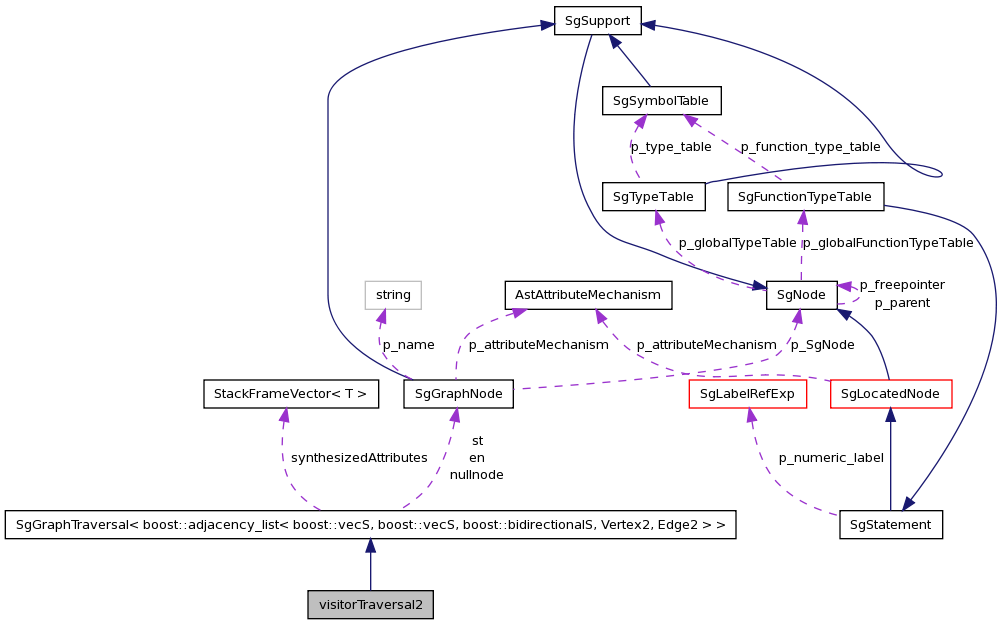 SgSupport
SgSymbolTable
p_type_table
p_function_type_table
SgTypeTable
SgFunctionTypeTable
p_globalTypeTable
p_globalFunctionTypeTable
string
AstAttributeMechanism
SgNode
p_freepointer
p_parent
p_name
p_attributeMechanism
p_attributeMechanism
p_SgNode
StackFrameVector< T >
SgGraphNode
SgLabelRefExp
SgLocatedNode
synthesizedAttributes
st
en
nullnode
p_numeric_label
SgGraphTraversal< boost::adjacency_list< boost::vecS, boost::vecS, boost::bidirectionalS, Vertex2, Edge2 > >
SgStatement
visitorTraversal2